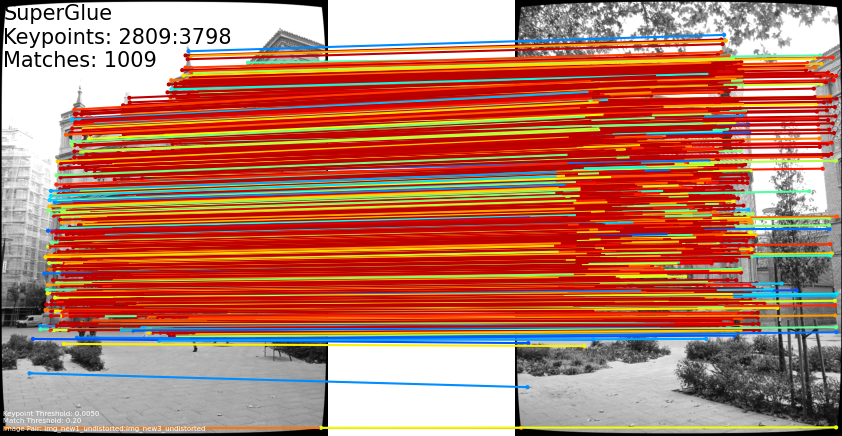 SuperGlue
Keypoints: 2809:3798
Matches: 1009
Keypoint Threshold: 0.0050
Match Threshold: 0.20
Image Pair: img_new1_undistorted:img_new3_undistorted